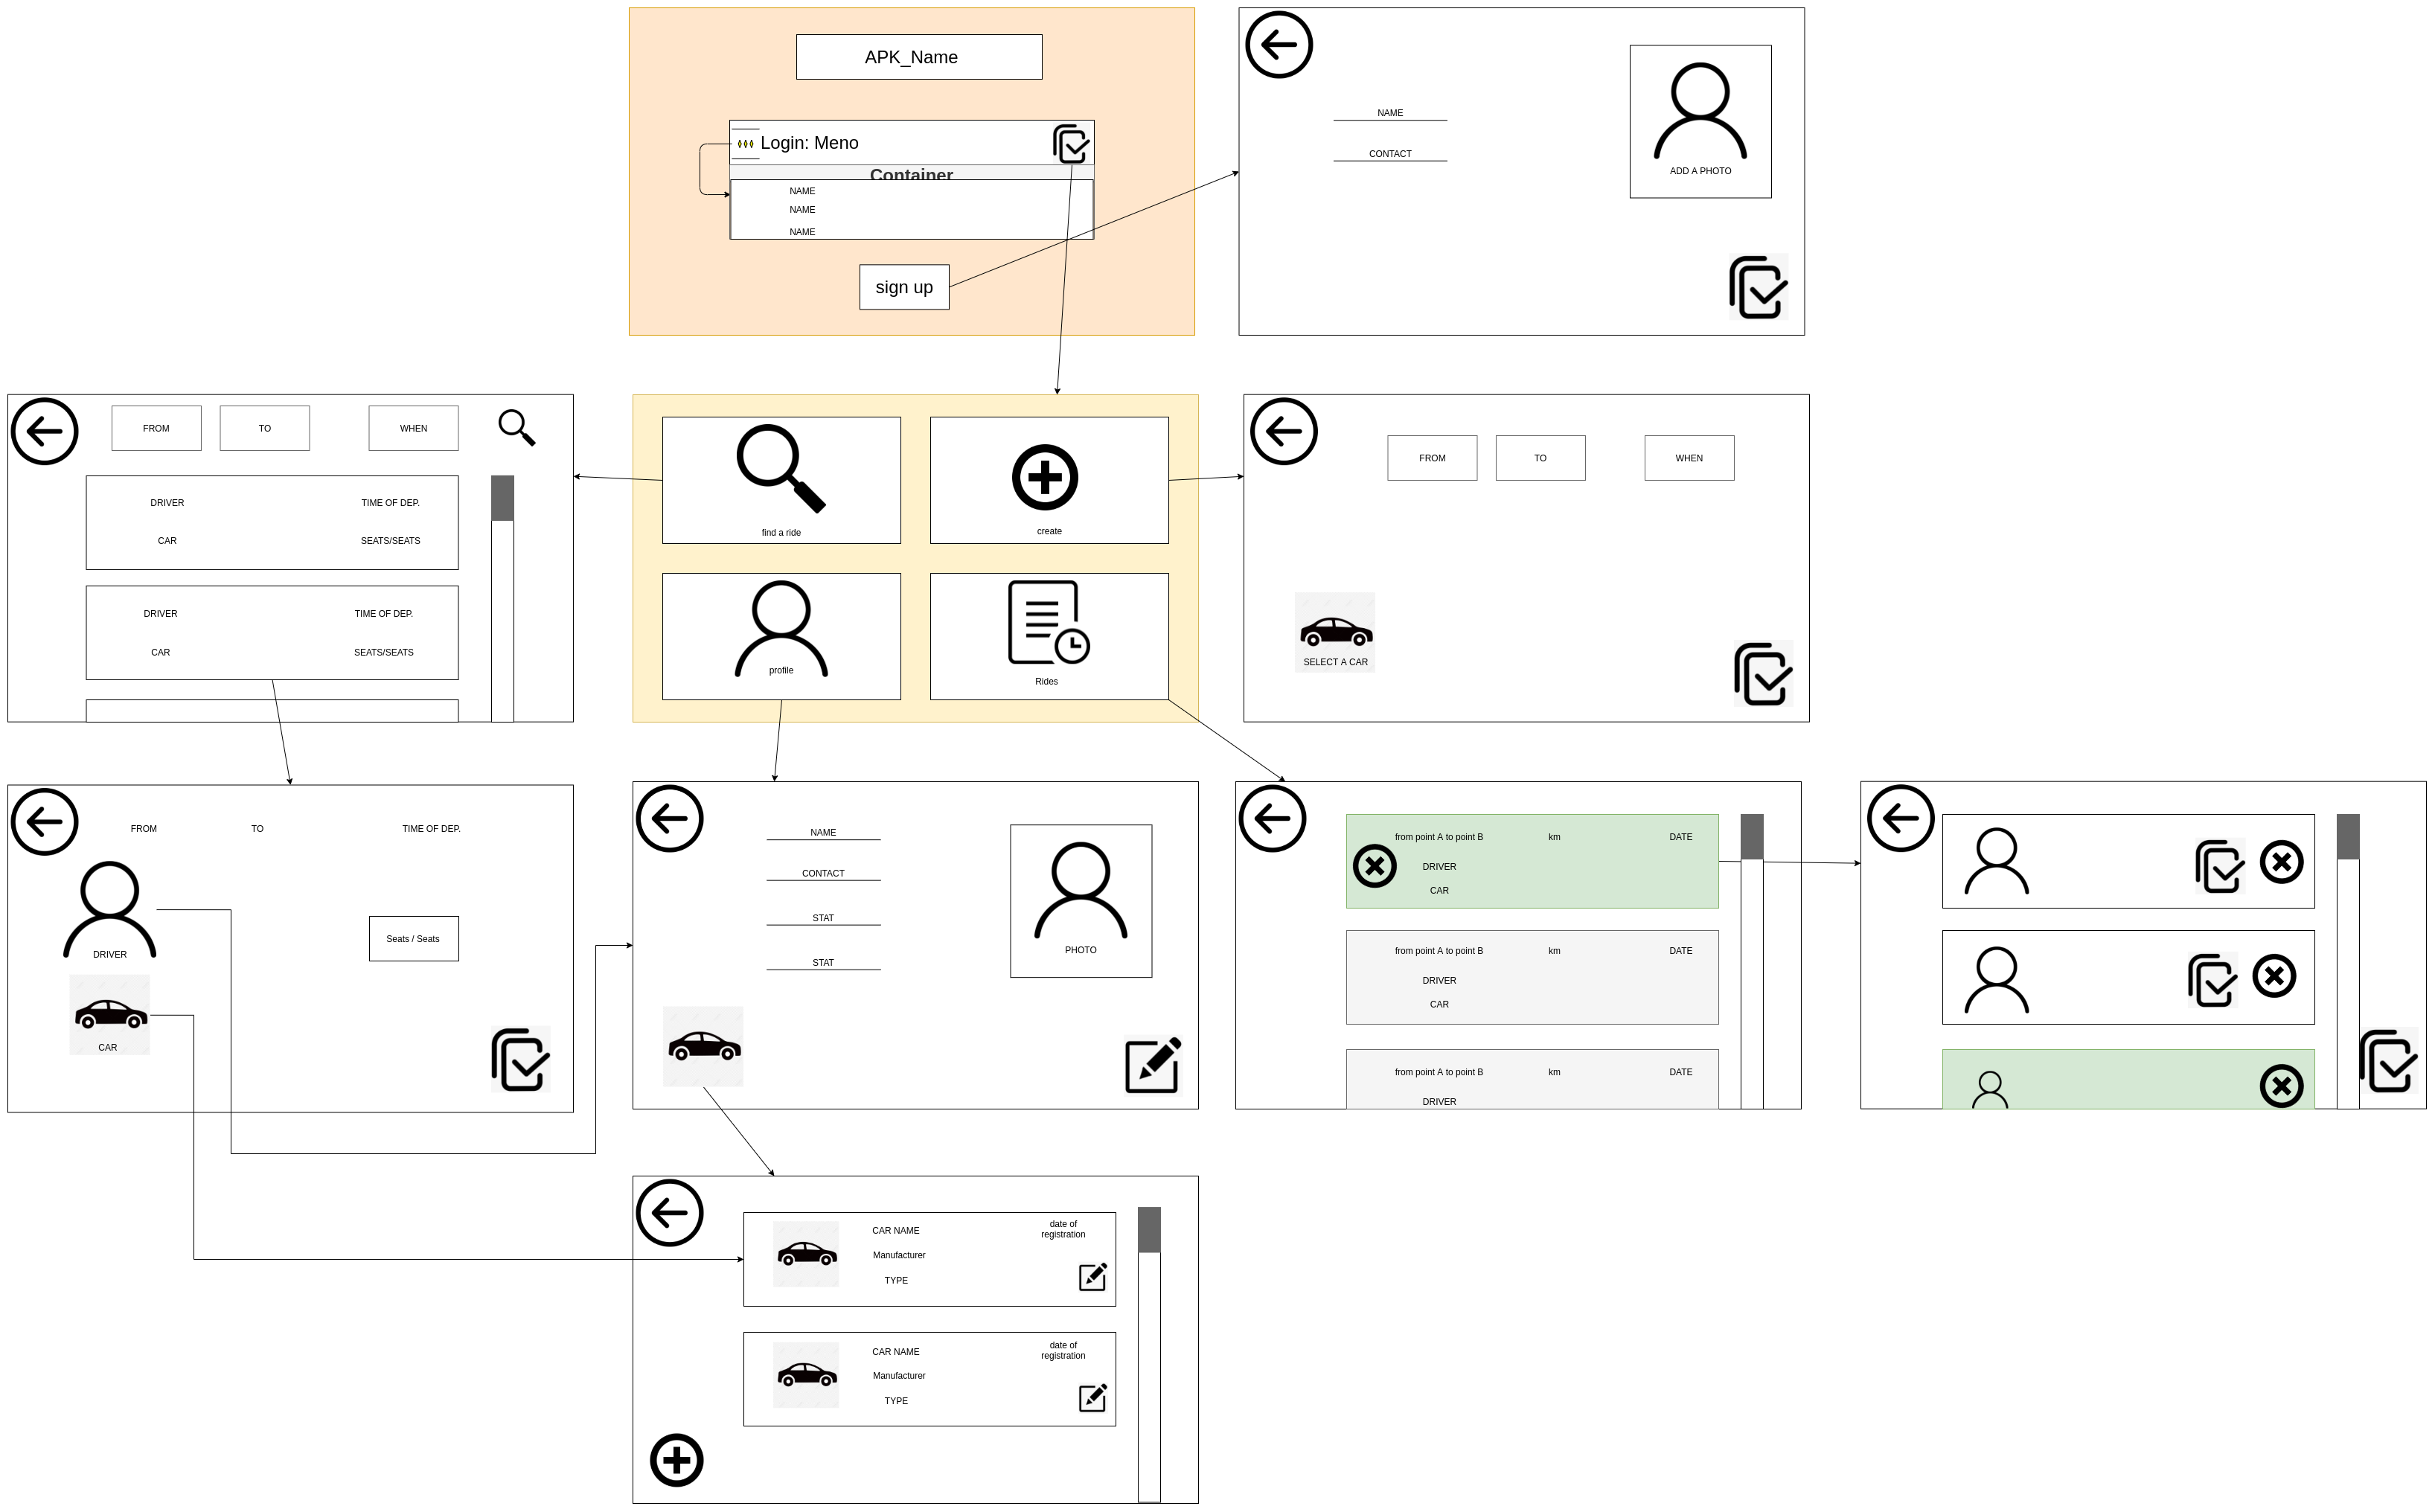 APK_Name
Login: Meno
Container
NAME
NAME
NAME
sign up
NAME
CONTACT
ADD A PHOTO
FROM
TO
WHEN
DRIVER
TIME OF DEP.
CAR
SEATS/SEATS
DRIVER
TIME OF DEP.
CAR
SEATS/SEATS
find a ride
create
profile
Rides
FROM
TO
WHEN
SELECT A CAR
FROM
TO
TIME OF DEP.
DRIVER
Seats / Seats
CAR
NAME
CONTACT
STAT
STAT
PHOTO
from point A to point B
km
DATE
DRIVER
CAR
from point A to point B
km
DATE
DRIVER
CAR
from point A to point B
km
DATE
DRIVER
CAR NAME
date of
registration
Manufacturer
TYPE
CAR NAME
date of
registration
Manufacturer
TYPE